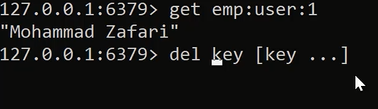 127.0.0.1:6379> get emp:user:1
"Mohammad Zafari"
127.0.0.1:6379> del key [key ...]